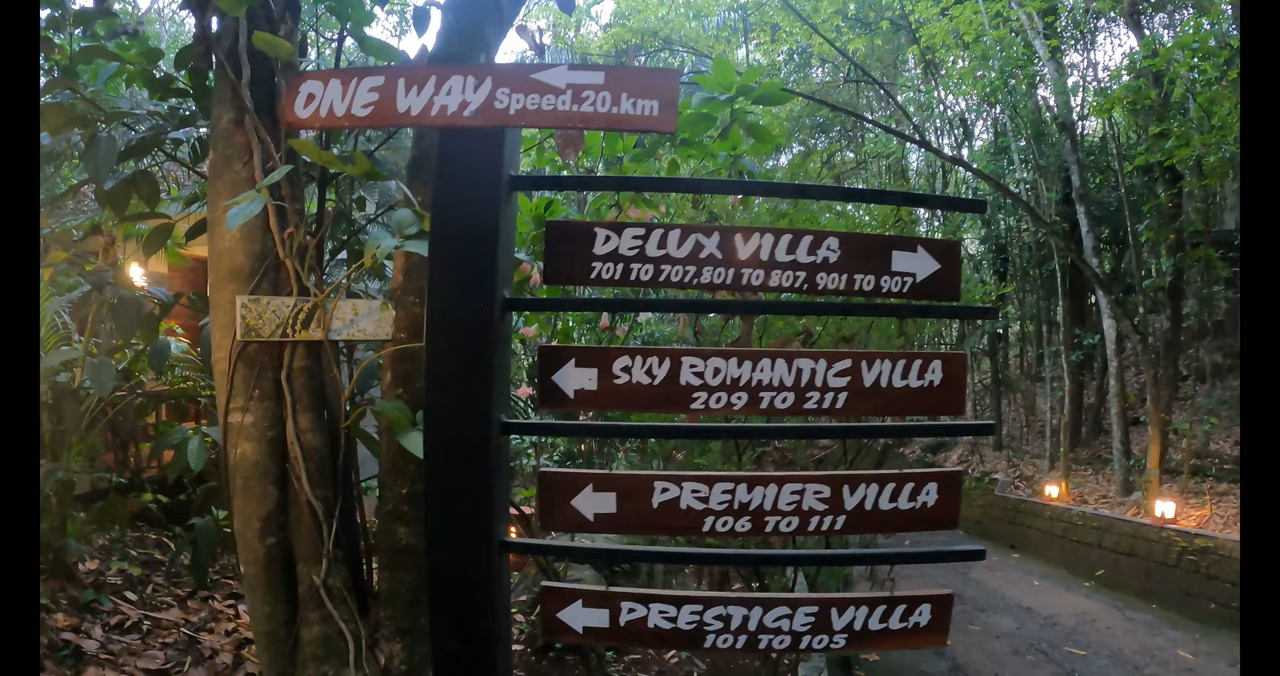 ONE WAY Speed.20.km
DELUX VILLA
701 TO 707,801 TO 807, 901 TO 907
SKY ROMANTIC VILLA
209 TO 211
PREMIER VILLA
106 TO 111
PRESTIGE VILLA
101 TO 105